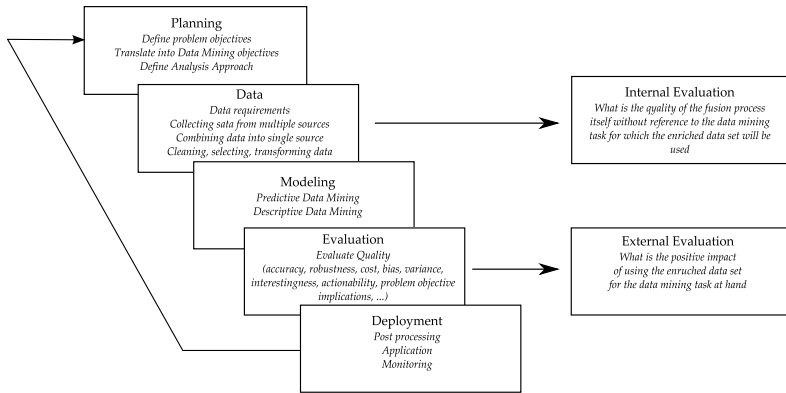 Planning
Define problem objectives
Translate into Data Mining objectives
Define Analysis Approach
Data
Data requirements
Collecting sata from multiple sources
Combining data into single source
Cleaning, selecting, transforming data
Internal Evaluation
What is the qyality of the fusion process
itself without reference to the data mining
task for which the enriched data set will be
used
Modeling
Predictive Data Mining
Descriptive Data Mining
Evaluation
Evaluate Quality
(accuracy, robustness, cost, bias, variance,
interestingness, actionability, problem objective
implications, ...)
External Evaluation
What is the positive impact
of using the enruched data set
for the data mining task at hand
Deployment
Post processing
Application
Monitoring